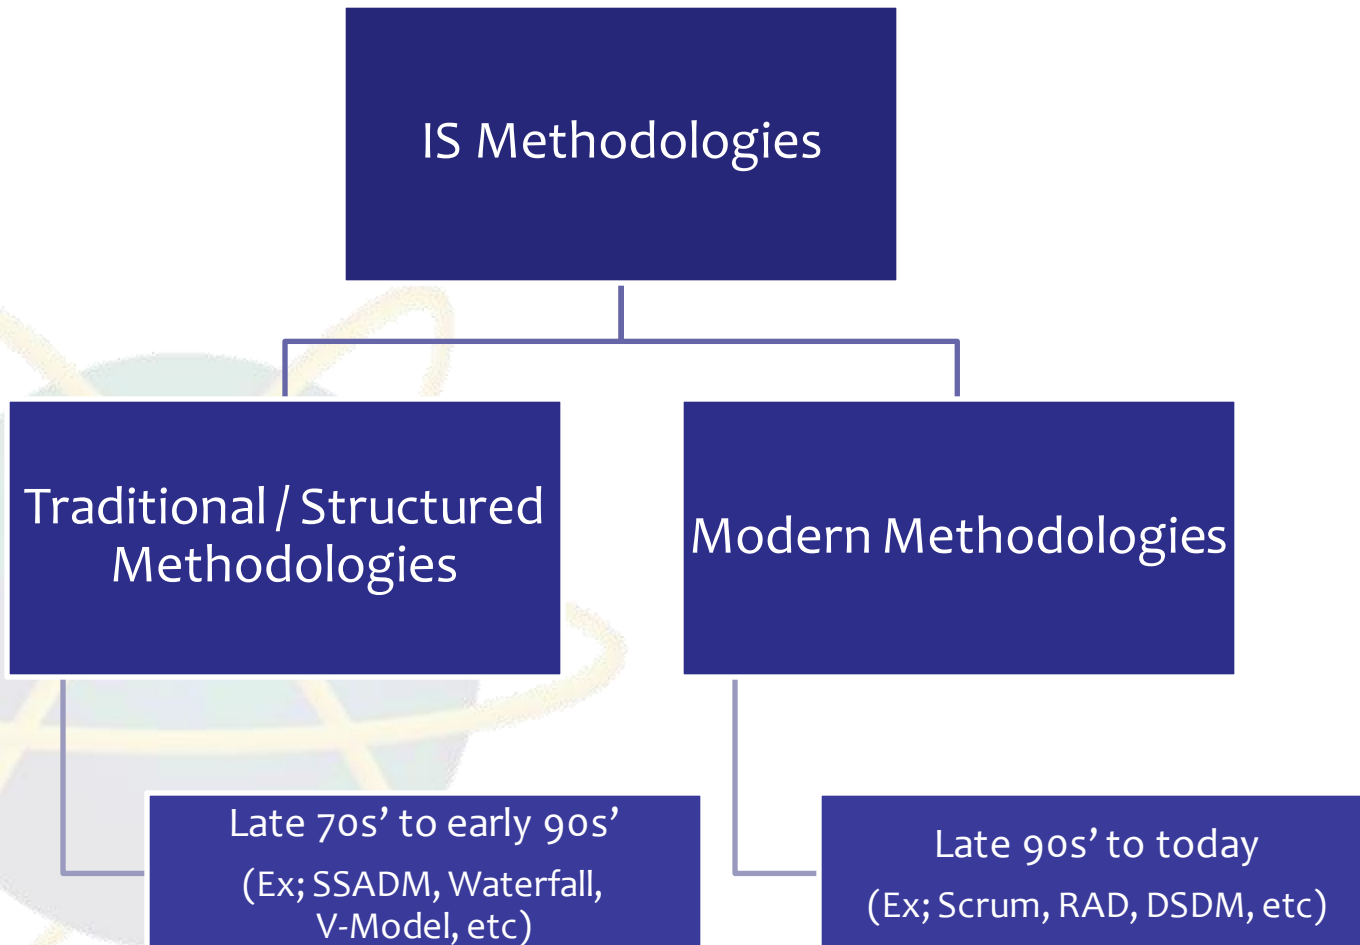 IS Methodologies
Traditional / Structured
Methodologies
Modern Methodologies
Late 70s’ to early 90s’
(Ex; SSADM, Waterfall,
V-Model, etc)
Late 90s’ to today
(Ex; Scrum, RAD, DSDM, etc)